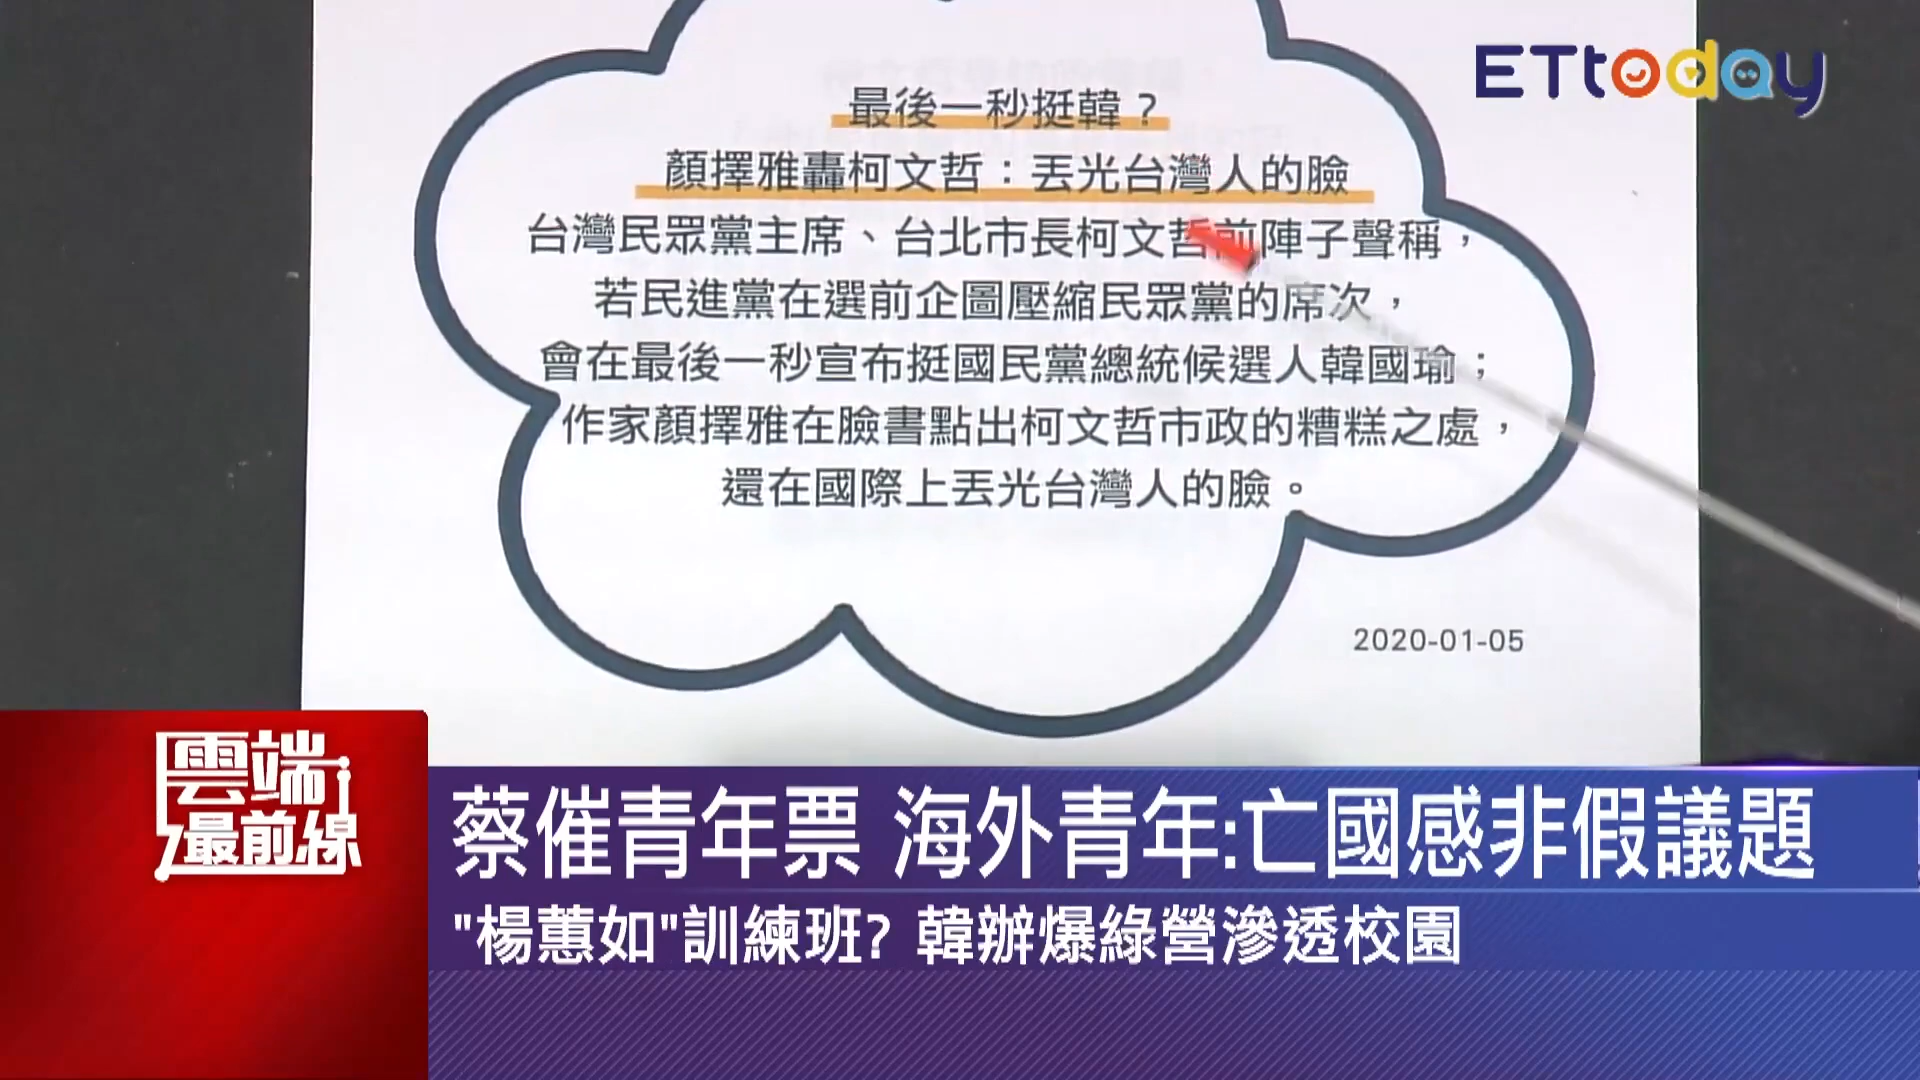 ETtoday
最後一秒挺韓？
顏擇雅轟柯文哲：丟光台灣人的臉
台灣民眾黨主席、台北市長柯文哲前陣子聲稱，
若民進黨在選前企圖壓縮民眾黨的席次，
會在最後一秒宣布挺國民黨總統候選人韓國瑜；
作家顏擇雅在臉書點出柯文哲市政的糟糕之處，
還在國際上丟光台灣人的臉。
2020-01-05
雲端
最前線
蔡催青年票 海外青年:亡國感非假議題
"楊蕙如"訓練班? 韓辦爆綠營滲透校園